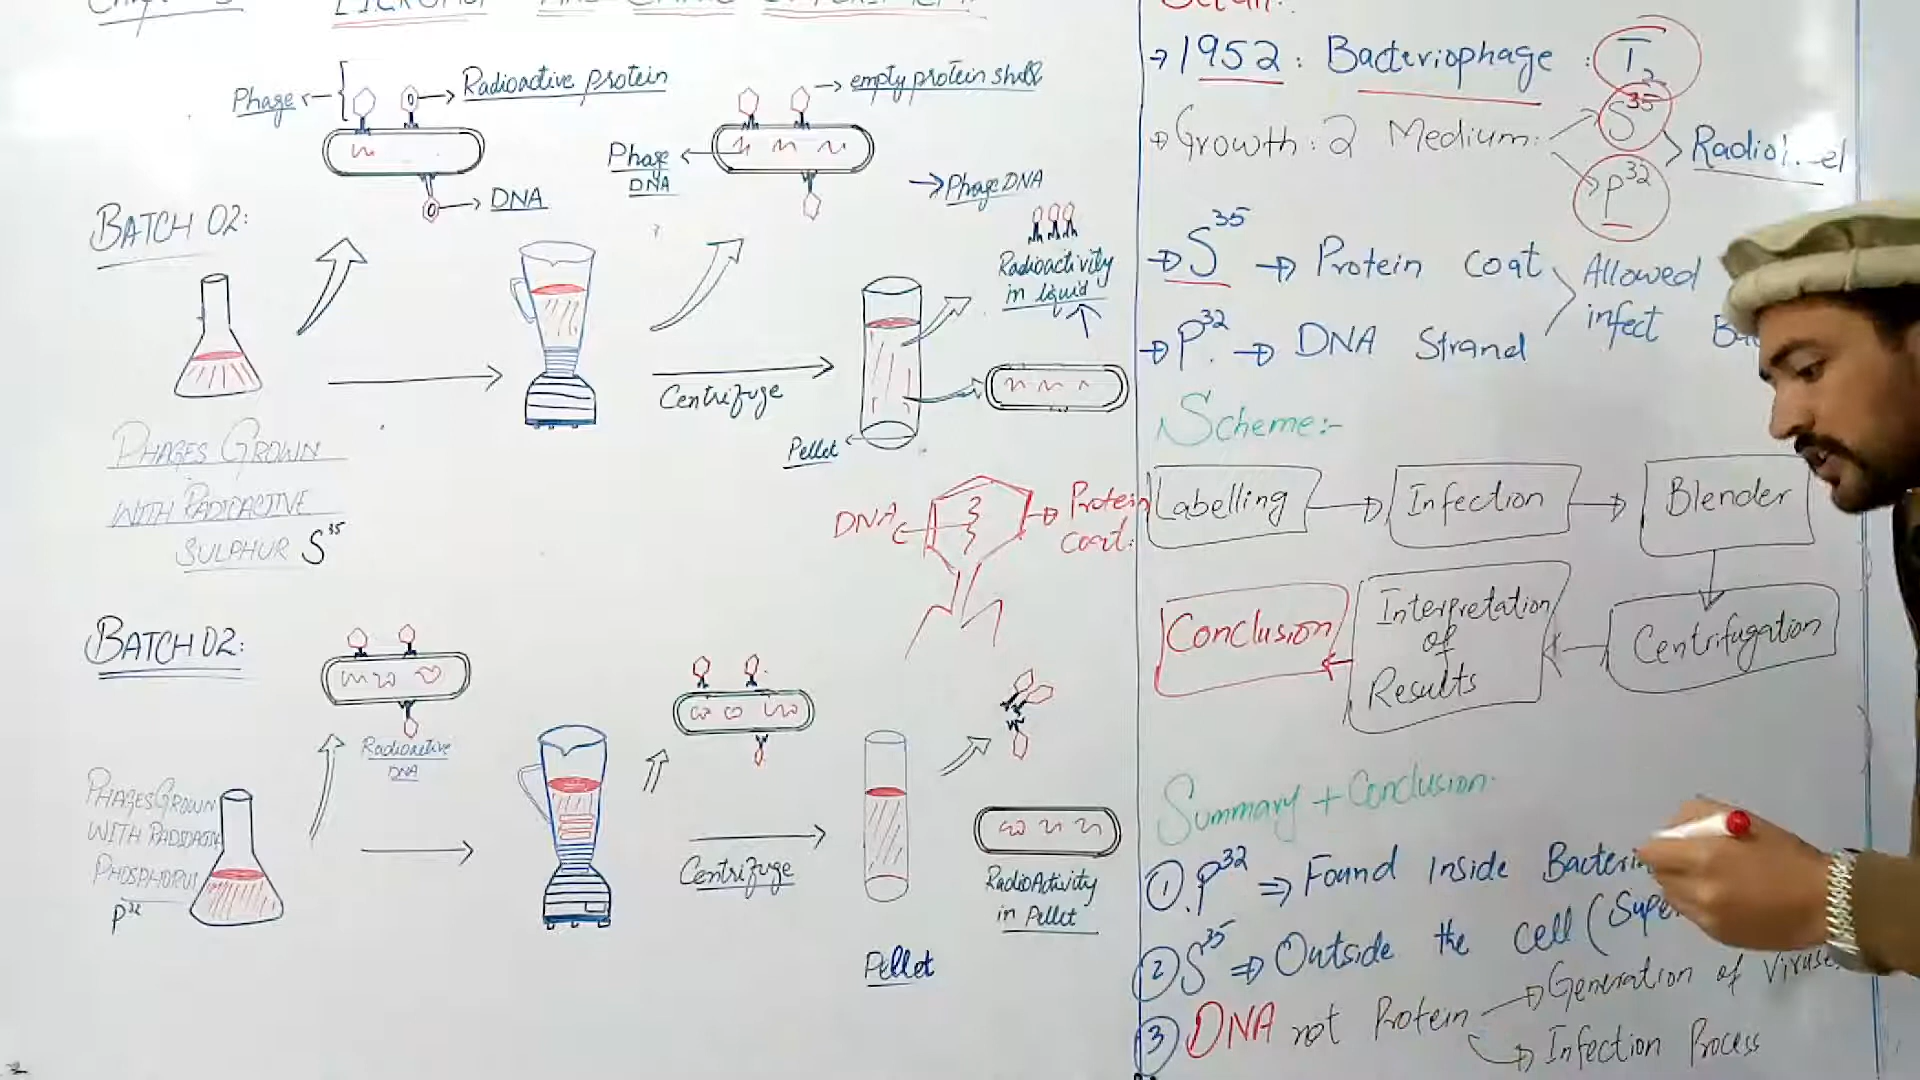 Phage
Radioactive protein
DNA
BATCH 02:
PHAGES GROWN
WITH RADIOACTIVE
SULPHUR S35
empty protein shell
Phage
DNA
→ Phage DNA
Radioactivity
in liquid
Centrifuge
Pellet
DNA
Protein
Coat.
BATCH 02:
Radioactive
DNA
PHAGES GROWN
WITH
PHOSPHORUS
P32
Centrifuge
Pellet
RadioActivity
in Pellet
→ 1952: Bacteriophage: T2
→ Growth: 2 Medium:
S35
P32
→ S35 → Protein coat
→ P32. → DNA Strand
Allowed
infect
Scheme:-
Labelling → Infection → Blender
Centrifugation
Interpretation
of
Results
Conclusion
Summary + Conclusion.
① P32 ⇒ Found Inside
② S35 ⇒ Outside the cell (
③ DNA not Protein
→ Generation of
→ Infection Process